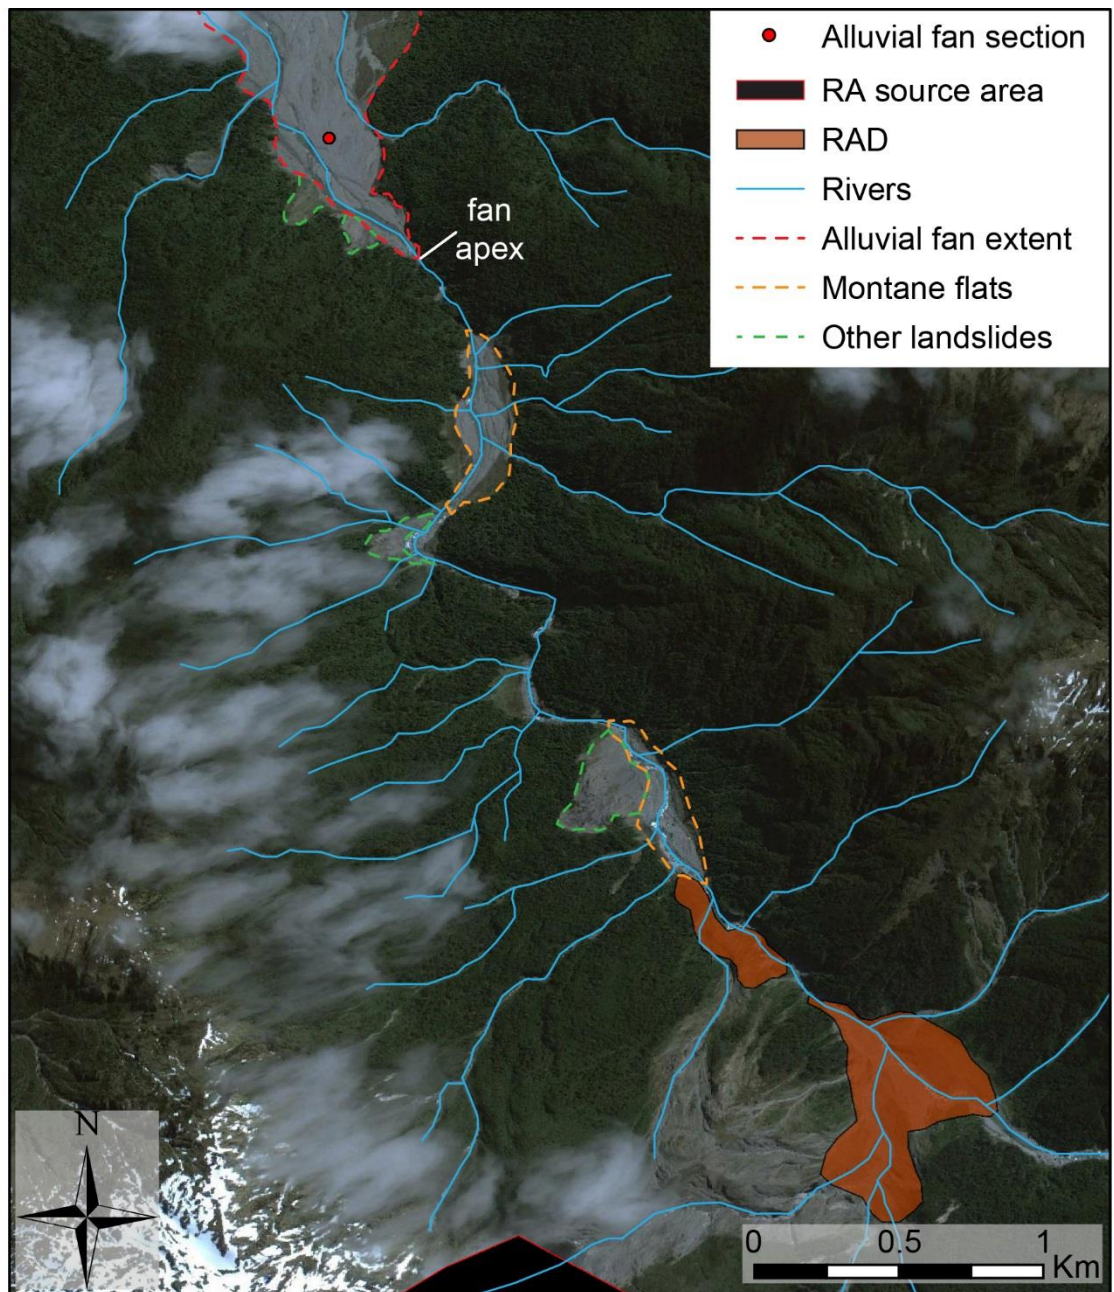 Alluvial fan section
RA source area
RAD
Rivers
Alluvial fan extent
Montane flats
Other landslides
fan
apex
N
0 0.5 1
Km